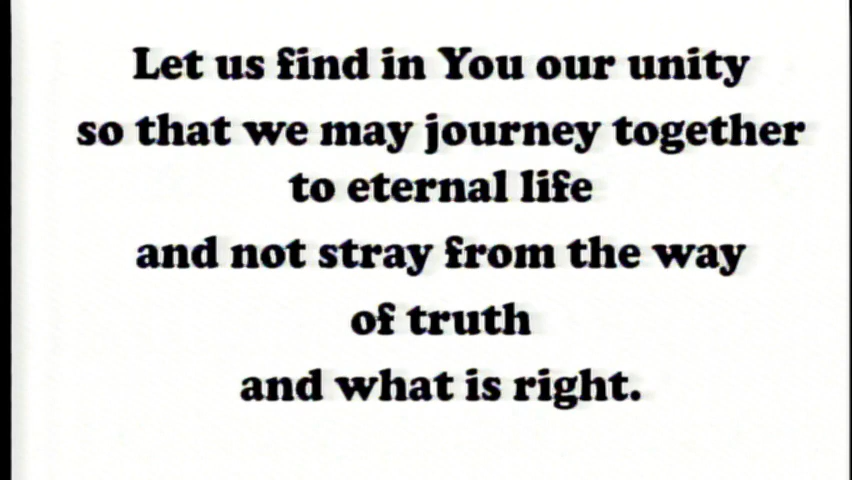 Let us find in You our unity
so that we may journey together
to eternal life
and not stray from the way
of truth
and what is right.